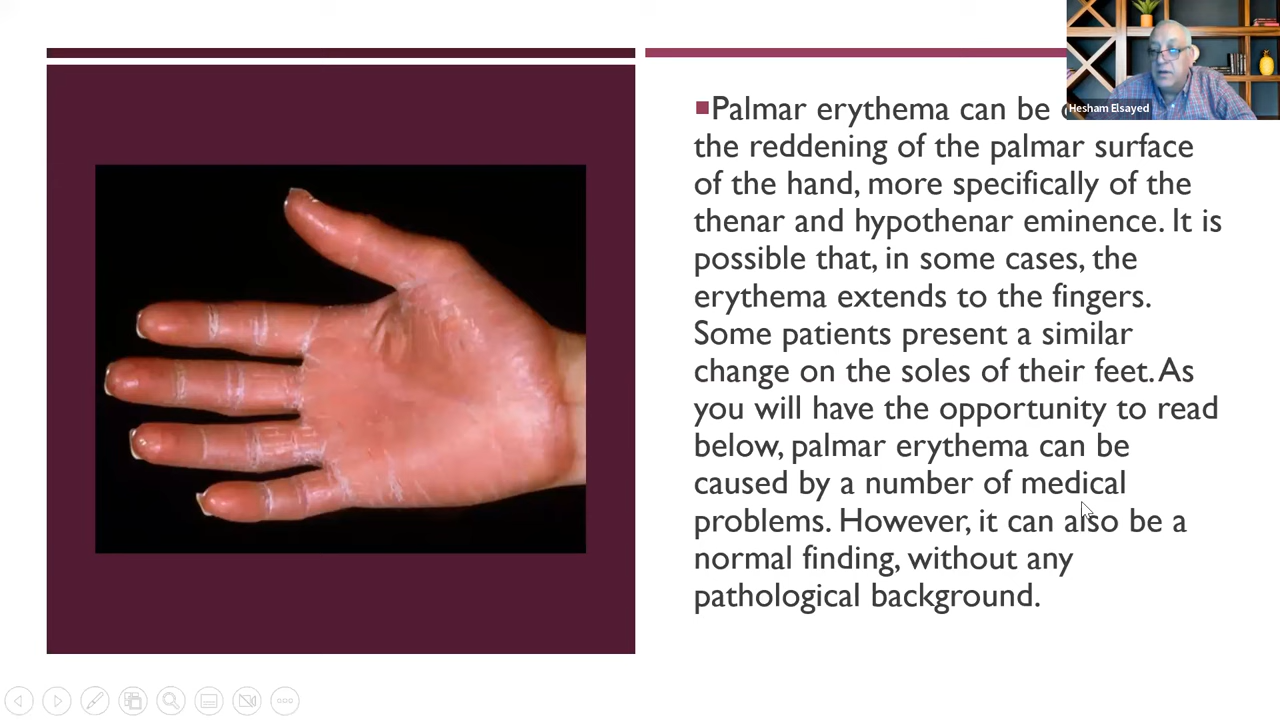 Palmar erythema can be
the reddening of the palmar surface
of the hand, more specifically of the
thenar and hypothenar eminence. It is
possible that, in some cases, the
erythema extends to the fingers.
Some patients present a similar
change on the soles of their feet. As
you will have the opportunity to read
below, palmar erythema can be
caused by a number of medical
problems. However, it can also be a
normal finding, without any
pathological background.
Hesham Elsayed